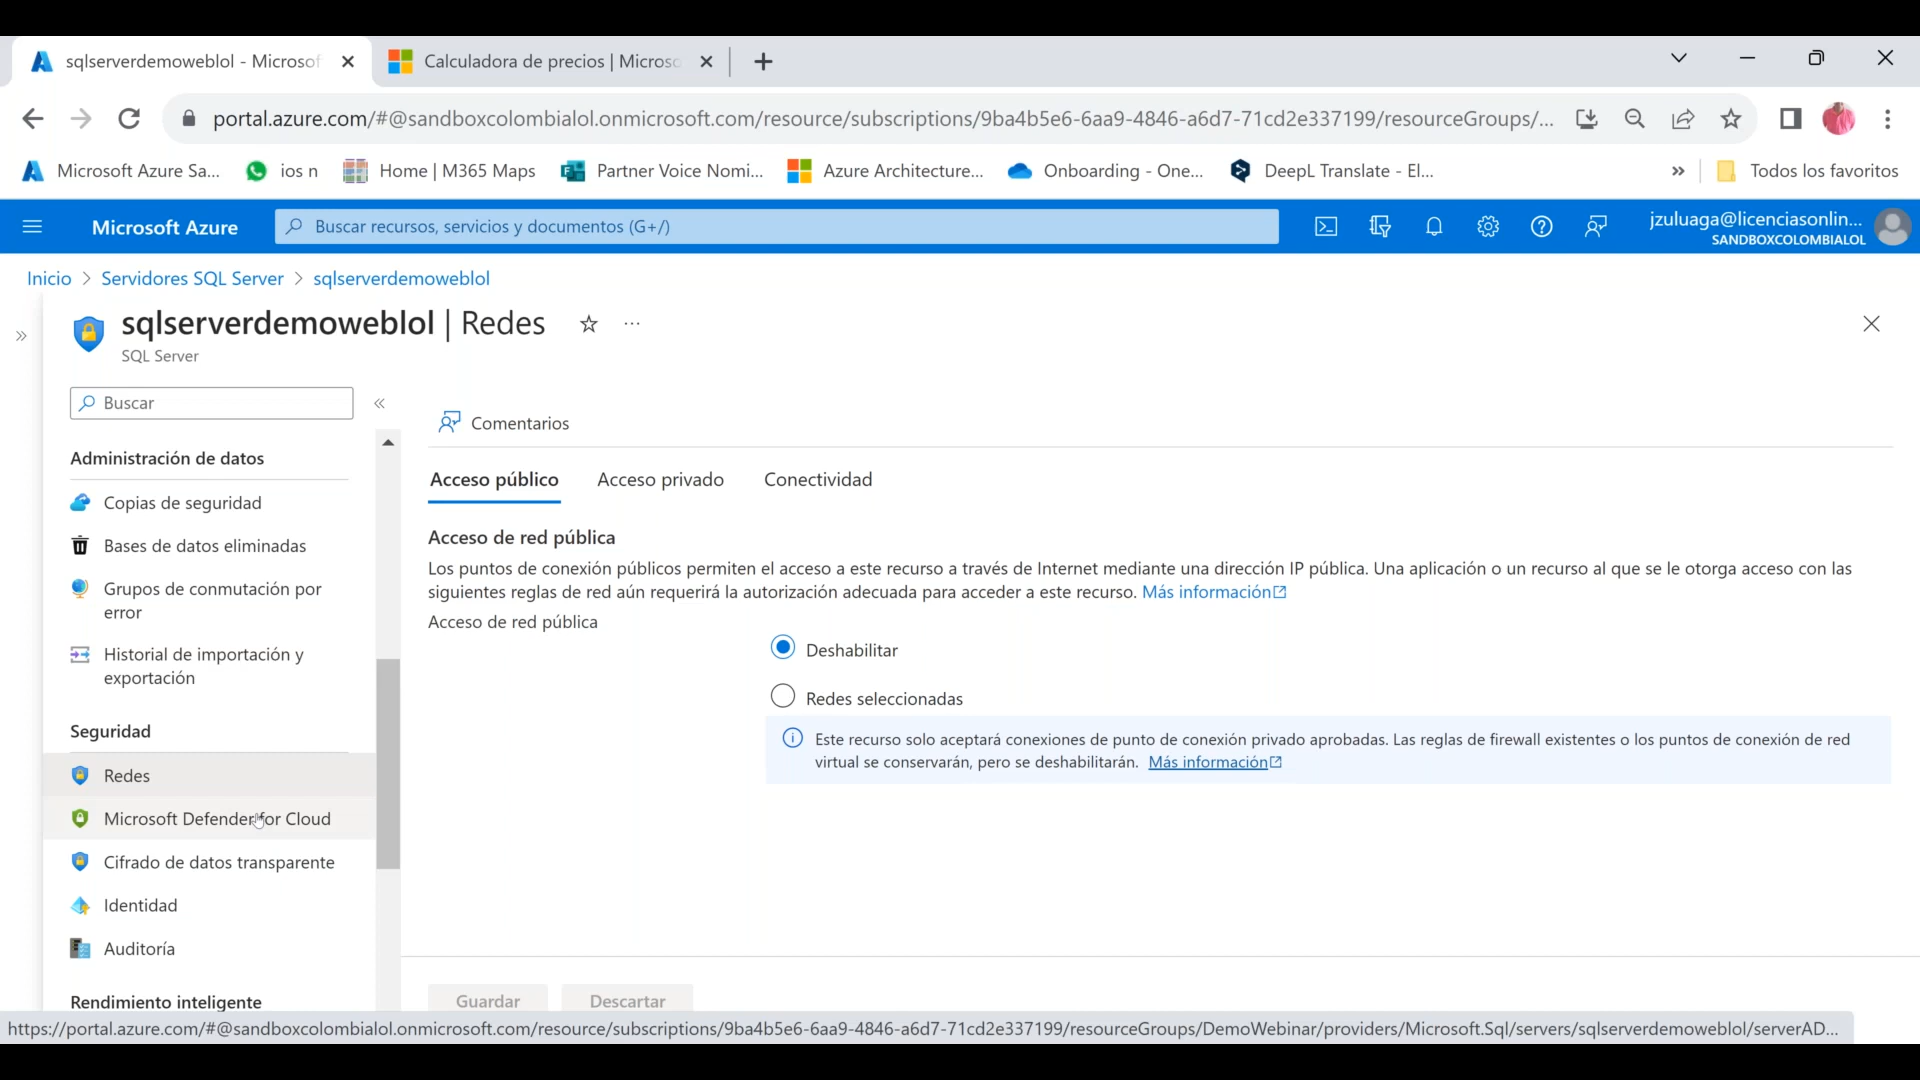 sqlserverdemoweblol - Microsof
Calculadora de precios | Micros
portal.azure.com/#@sandboxcolombialol.onmicrosoft.com/resource/subscriptions/9ba4b5e6-6aa9-4846-a6d7-71cd2e337199/resourceGroups/...
Microsoft Azure Sa...
ios n
Home | M365 Maps
Partner Voice Nomi...
Azure Architecture...
Onboarding - One...
DeepL Translate - El...
»
Todos los favoritos
Microsoft Azure
Buscar recursos, servicios y documentos (G+/)
jzuluaga@licenciasonlin...
SANDBOXCOLOMBIALOL
Inicio > Servidores SQL Server > sqlserverdemoweblol
sqlserverdemoweblol | Redes
SQL Server
Buscar
Comentarios
Administración de datos
Copias de seguridad
Bases de datos eliminadas
Grupos de conmutación por
error
Historial de importación y
exportación
Seguridad
Redes
Microsoft Defender for Cloud
Cifrado de datos transparente
Identidad
Auditoría
Rendimiento inteligente
Acceso público
Acceso privado
Conectividad
Acceso de red pública
Los puntos de conexión públicos permiten el acceso a este recurso a través de Internet mediante una dirección IP pública. Una aplicación o un recurso al que se le otorga acceso con las
siguientes reglas de red aún requerirá la autorización adecuada para acceder a este recurso. Más información
Acceso de red pública
Deshabilitar
Redes seleccionadas
Este recurso solo aceptará conexiones de punto de conexión privado aprobadas. Las reglas de firewall existentes o los puntos de conexión de red
virtual se conservarán, pero se deshabilitarán. Más información
Guardar
Descartar
https://portal.azure.com/#@sandboxcolombialol.onmicrosoft.com/resource/subscriptions/9ba4b5e6-6aa9-4846-a6d7-71cd2e337199/resourceGroups/DemoWebinar/providers/Microsoft.Sql/servers/sqlserverdemoweblol/serverAD...